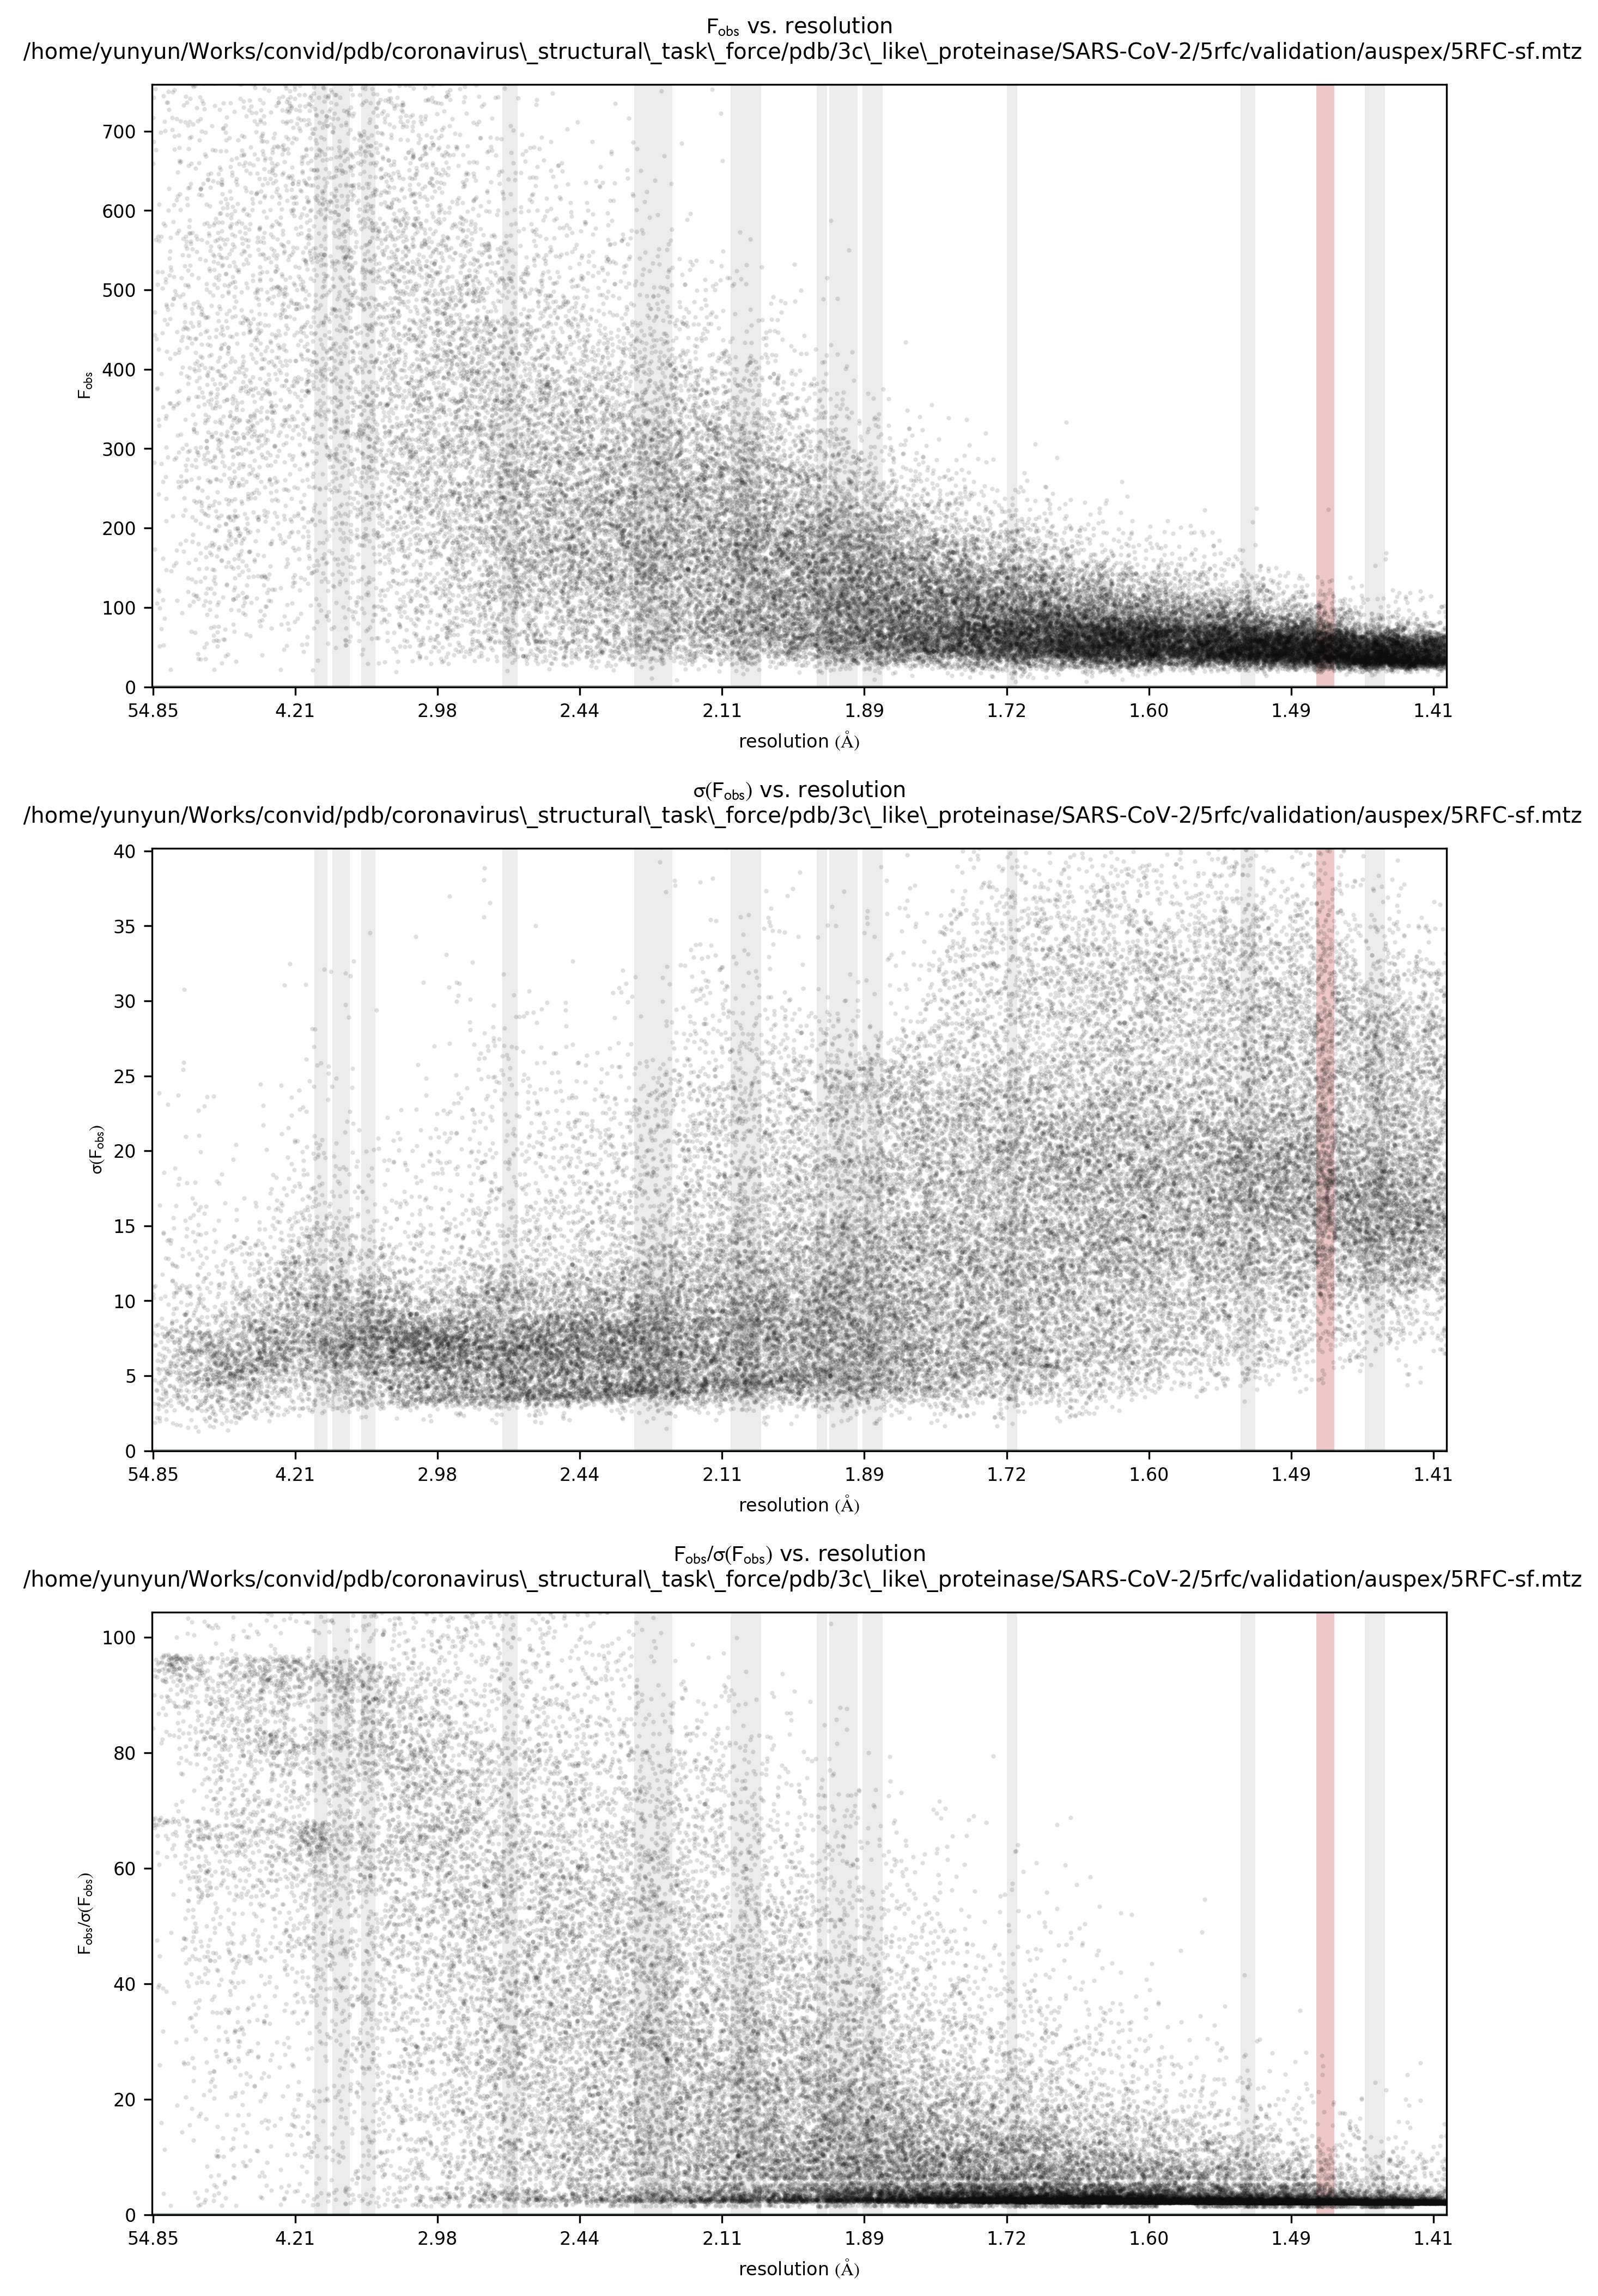 Fobs vs. resolution
/home/yunyun/Works/convid/pdb/coronavirus\_structural\_task\_force/pdb/3c\_like\_proteinase/SARS-CoV-2/5rfc/validation/auspex/5RFC-sf.mtz
700
600
500
400
300
200
100
0
Fobs
54.85 4.21 2.98 2.44 2.11 1.89 1.72 1.60 1.49 1.41
resolution (Å)
σ(Fobs) vs. resolution
/home/yunyun/Works/convid/pdb/coronavirus\_structural\_task\_force/pdb/3c\_like\_proteinase/SARS-CoV-2/5rfc/validation/auspex/5RFC-sf.mtz
40
35
30
25
20
15
10
5
0
σ(Fobs)
54.85 4.21 2.98 2.44 2.11 1.89 1.72 1.60 1.49 1.41
resolution (Å)
Fobs/σ(Fobs) vs. resolution
/home/yunyun/Works/convid/pdb/coronavirus\_structural\_task\_force/pdb/3c\_like\_proteinase/SARS-CoV-2/5rfc/validation/auspex/5RFC-sf.mtz
100
80
60
40
20
0
Fobs/σ(Fobs)
54.85 4.21 2.98 2.44 2.11 1.89 1.72 1.60 1.49 1.41
resolution (Å)